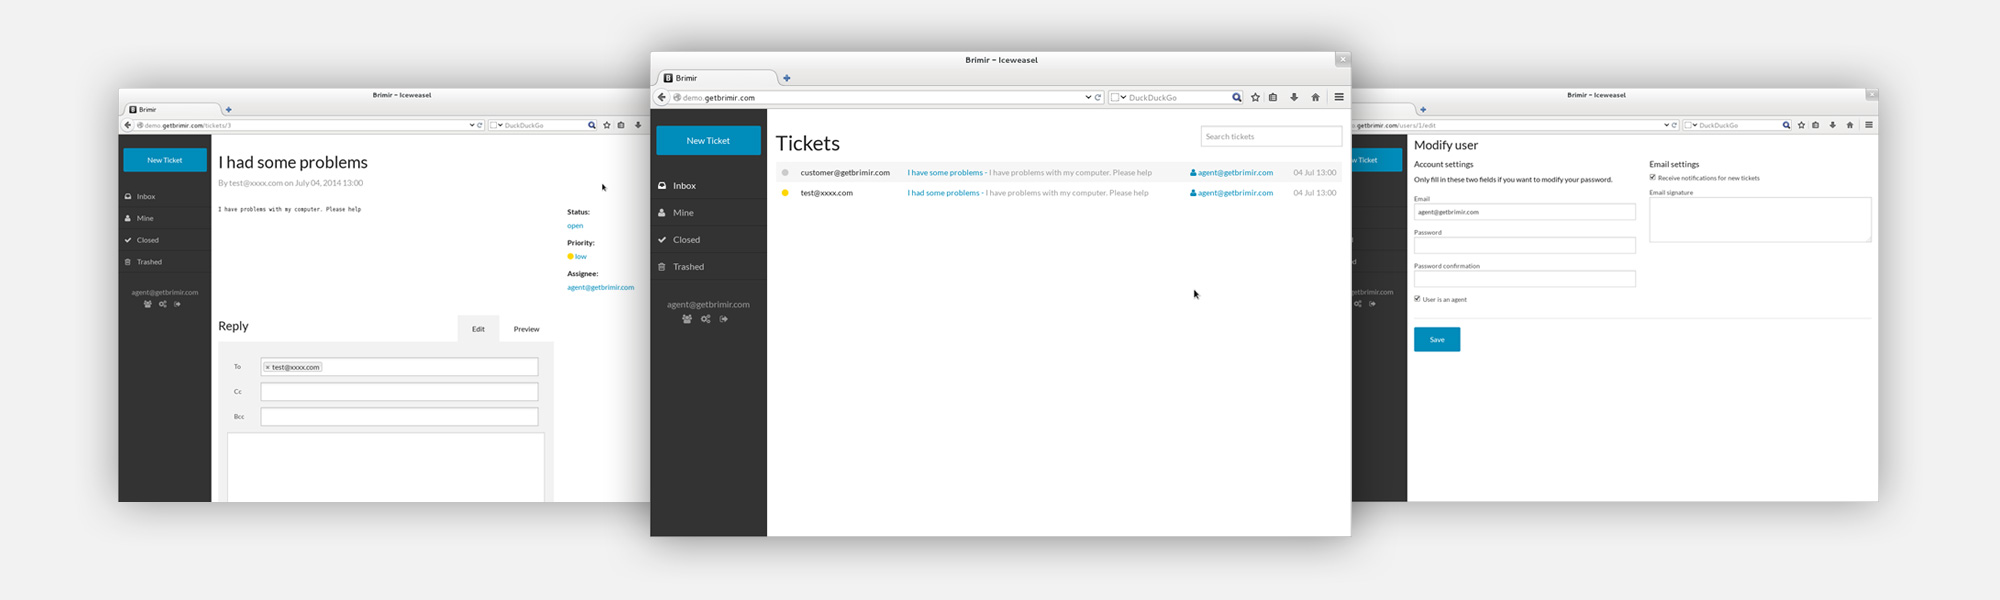 Brimir – Iceweasel
Brimir
demo.getbrimir.com/tickets/3
DuckDuckGo
New Ticket
Inbox
Mine
Closed
Trashed
agent@getbrimir.com
I had some problems
By test@xxxx.com on July 04, 2014 13:00
I have problems with my computer. Please help
Status:
open
Priority:
low
Assignee:
agent@getbrimir.com
Reply
Edit
Preview
To
× test@xxxx.com
Cc
Bcc
Brimir – Iceweasel
B Brimir
demo.getbrimir.com
DuckDuckGo
New Ticket
Inbox
Mine
Closed
Trashed
agent@getbrimir.com
Tickets
Search tickets
customer@getbrimir.com I have some problems - I have problems with my computer. Please help agent@getbrimir.com 04 Jul 13:00
test@xxxx.com I had some problems - I have problems with my computer. Please help agent@getbrimir.com 04 Jul 13:00
Brimir – Iceweasel
.getbrimir.com/users/1/edit
DuckDuckGo
w Ticket
d
getbrimir.com
Modify user
Account settings
Only fill in these two fields if you want to modify your password.
Email
agent@getbrimir.com
Password
Password confirmation
User is an agent
Save
Email settings
Receive notifications for new tickets
Email signature